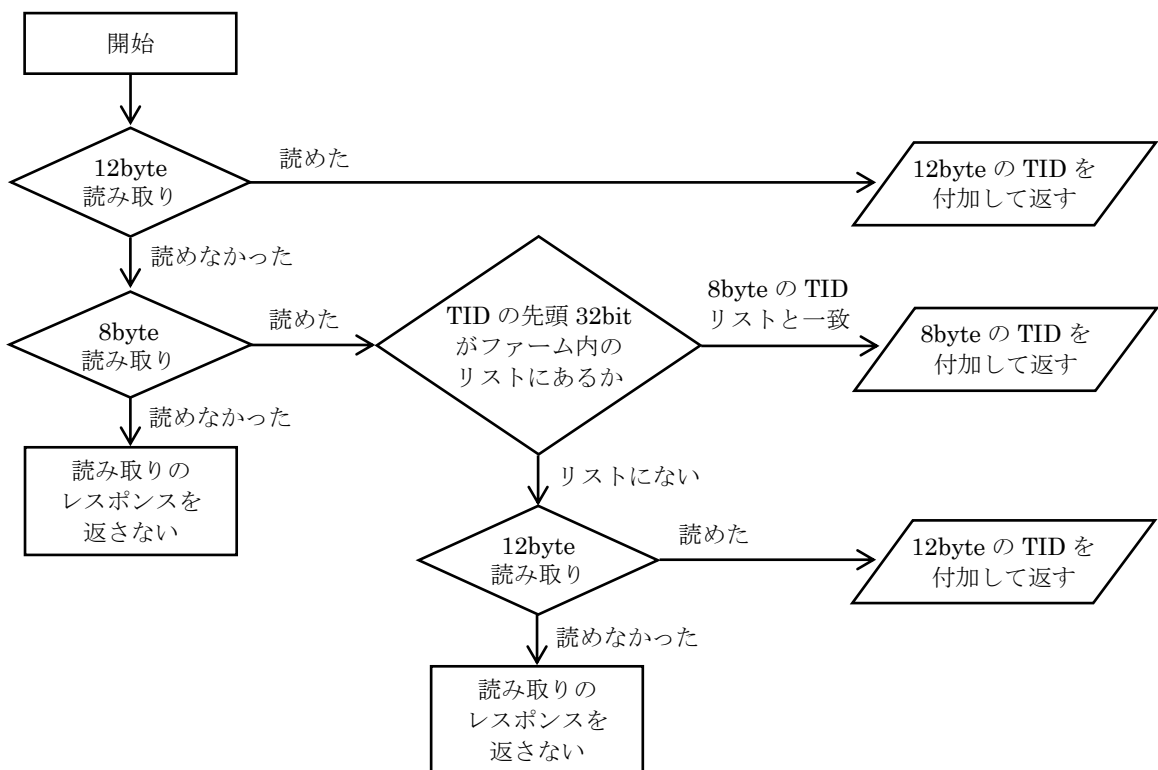 開始
12byte
読み取り
読めた
12byte の TID を
付加して返す
読めなかった
8byte
読み取り
読めた
TID の先頭 32bit
がファーム内の
リストにあるか
8byte の TID
リストと一致
8byte の TID を
付加して返す
読めなかった
読み取りの
レスポンスを
返さない
リストにない
12byte
読み取り
読めた
12byte の TID を
付加して返す
読めなかった
読み取りの
レスポンスを
返さない